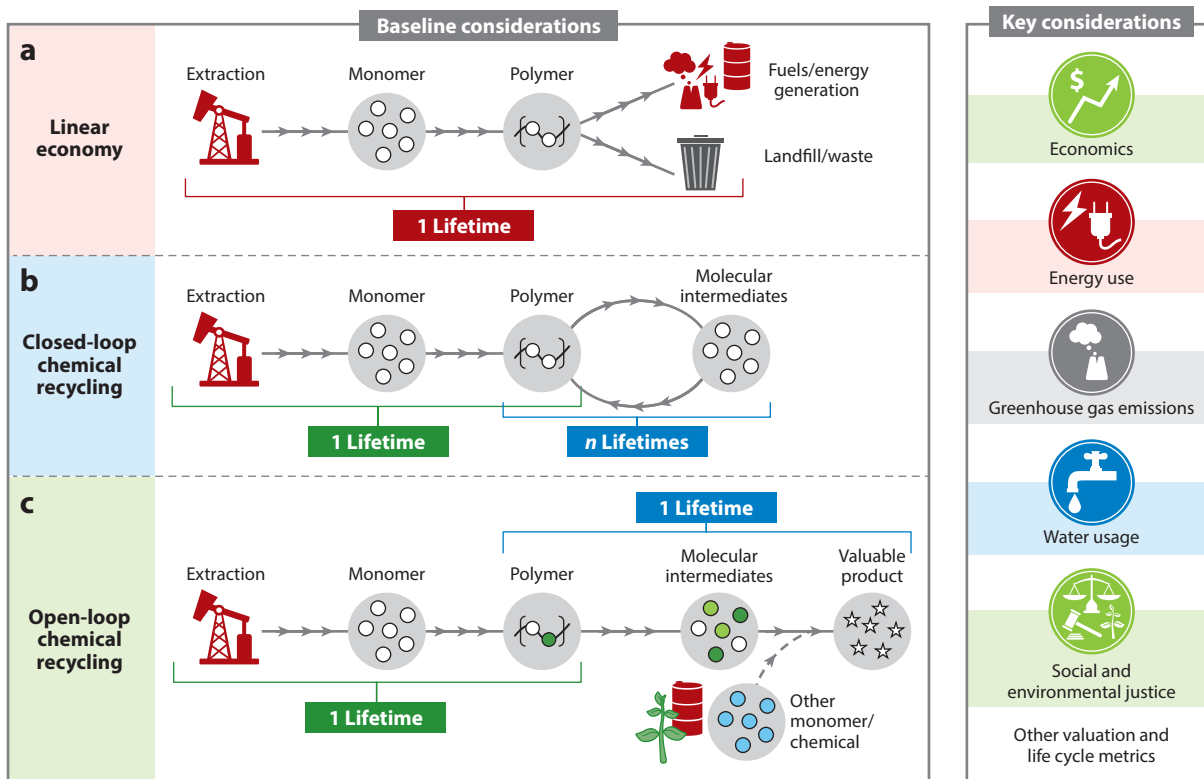 Baseline considerations
a
Linear
economy
Extraction
Monomer
Polymer
Fuels/energy
generation
Landfill/waste
1 Lifetime
b
Closed-loop
chemical
recycling
Extraction
Monomer
Polymer
Molecular
intermediates
1 Lifetime
n Lifetimes
c
Open-loop
chemical
recycling
1 Lifetime
Extraction
Monomer
Polymer
Molecular
intermediates
Valuable
product
1 Lifetime
Other
monomer/
chemical
Key considerations
$
Economics
Energy use
Greenhouse gas emissions
Water usage
Social and
environmental justice
Other valuation and
life cycle metrics